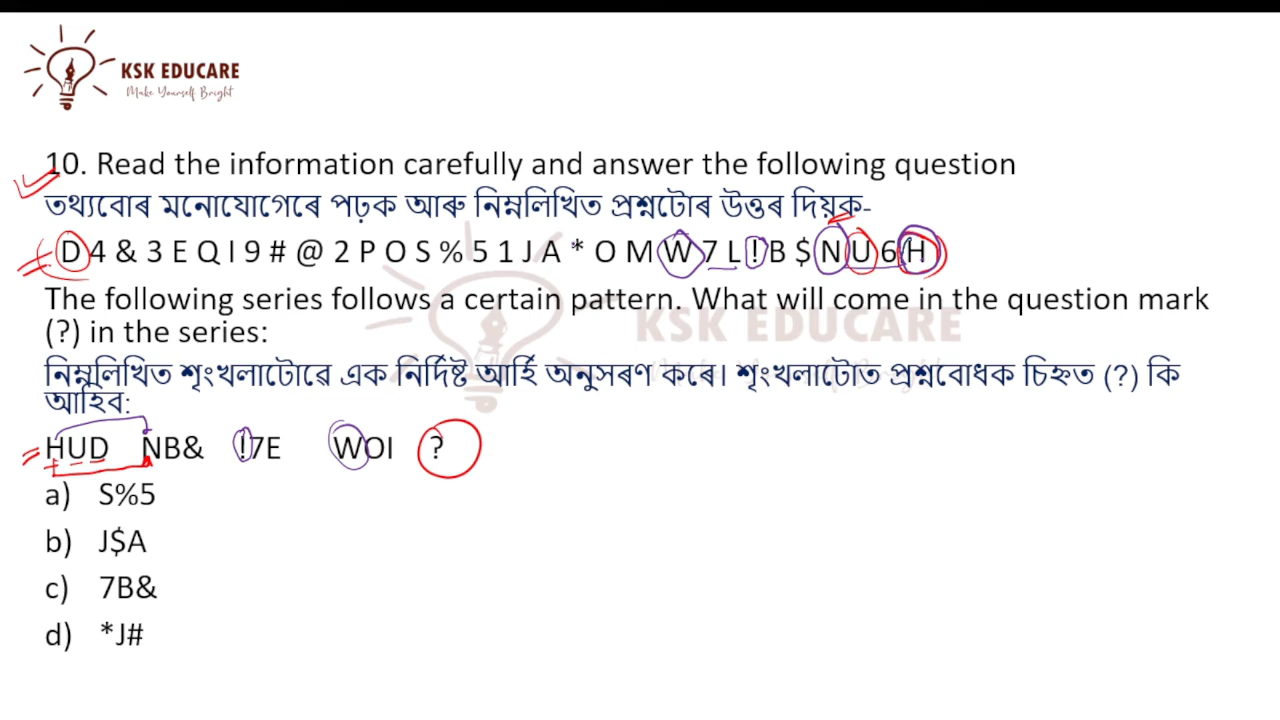 KSK EDUCARE
Make Yourself Bright
10. Read the information carefully and answer the following question
তথ্যবোৰ মনোযোগেৰে পঢ়ক আৰু নিম্নলিখিত প্ৰশ্নটোৰ উত্তৰ দিয়ক-
D 4 & 3 E Q I 9 # @ 2 P O S % 5 1 J A * O M W 7 L ! B $ N U 6 H
The following series follows a certain pattern. What will come in the question mark
(?) in the series:
নিম্নলিখিত শৃংখলাটোৱে এক নিৰ্দিষ্ট আৰ্হি অনুসৰণ কৰে। শৃংখলাটোত প্ৰশ্নবোধক চিহ্নত (?) কি
আহিব:
HUD NB& !7E WOI ?
a) S%5
b) J$A
c) 7B&
d) *J#
KSK EDUCARE